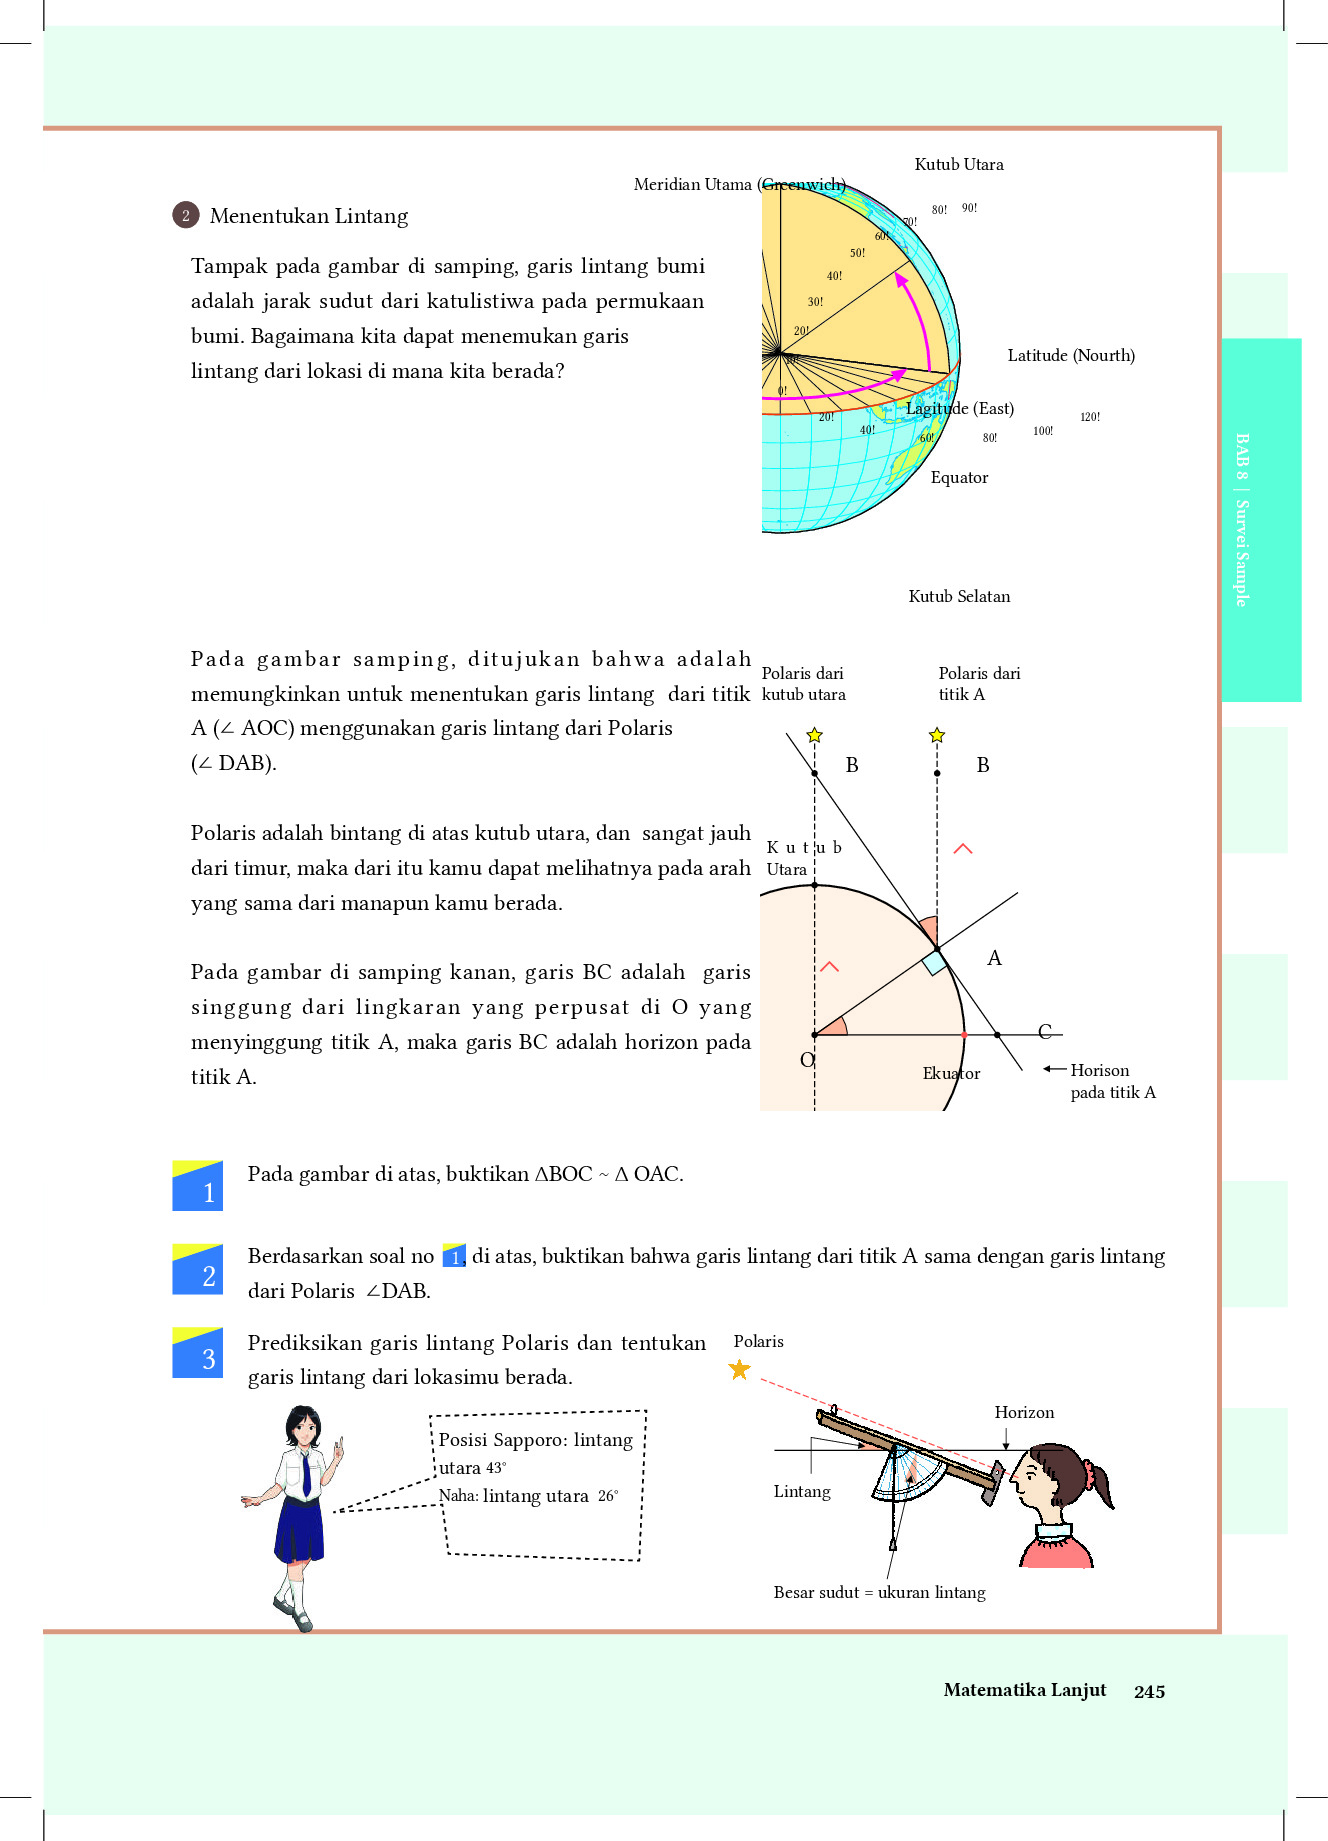 Kutub Utara
Meridian Utama (Greenwich)
2 Menentukan Lintang
80! 90!
70!
60!
50!
40!
30!
20!
10!
0!
Tampak pada gambar di samping, garis lintang bumi
adalah jarak sudut dari katulistiwa pada permukaan
bumi. Bagaimana kita dapat menemukan garis
lintang dari lokasi di mana kita berada?
Latitude (Nourth)
Lagitude (East)
20! 40! 60! 80! 100! 120!
Equator
Kutub Selatan
BAB 8 | Survei Sample
Pada gambar samping, ditujukan bahwa adalah
memungkinkan untuk menentukan garis lintang dari titik
A (∠ AOC) menggunakan garis lintang dari Polaris
(∠ DAB).
Polaris adalah bintang di atas kutub utara, dan sangat jauh
dari timur, maka dari itu kamu dapat melihatnya pada arah
yang sama dari manapun kamu berada.
Pada gambar di samping kanan, garis BC adalah garis
singgung dari lingkaran yang perpusat di O yang
menyinggung titik A, maka garis BC adalah horizon pada
titik A.
Polaris dari
kutub utara
Polaris dari
titik A
B
B
Kutub
Utara
A
C
O
Ekuator
Horison
pada titik A
1 Pada gambar di atas, buktikan ΔBOC ~ Δ OAC.
2 Berdasarkan soal no 1, di atas, buktikan bahwa garis lintang dari titik A sama dengan garis lintang
dari Polaris ∠DAB.
3 Prediksikan garis lintang Polaris dan tentukan
garis lintang dari lokasimu berada.
Posisi Sapporo: lintang
utara 43°
Naha: lintang utara 26°
Polaris
Horizon
Lintang
Besar sudut = ukuran lintang
Matematika Lanjut 245